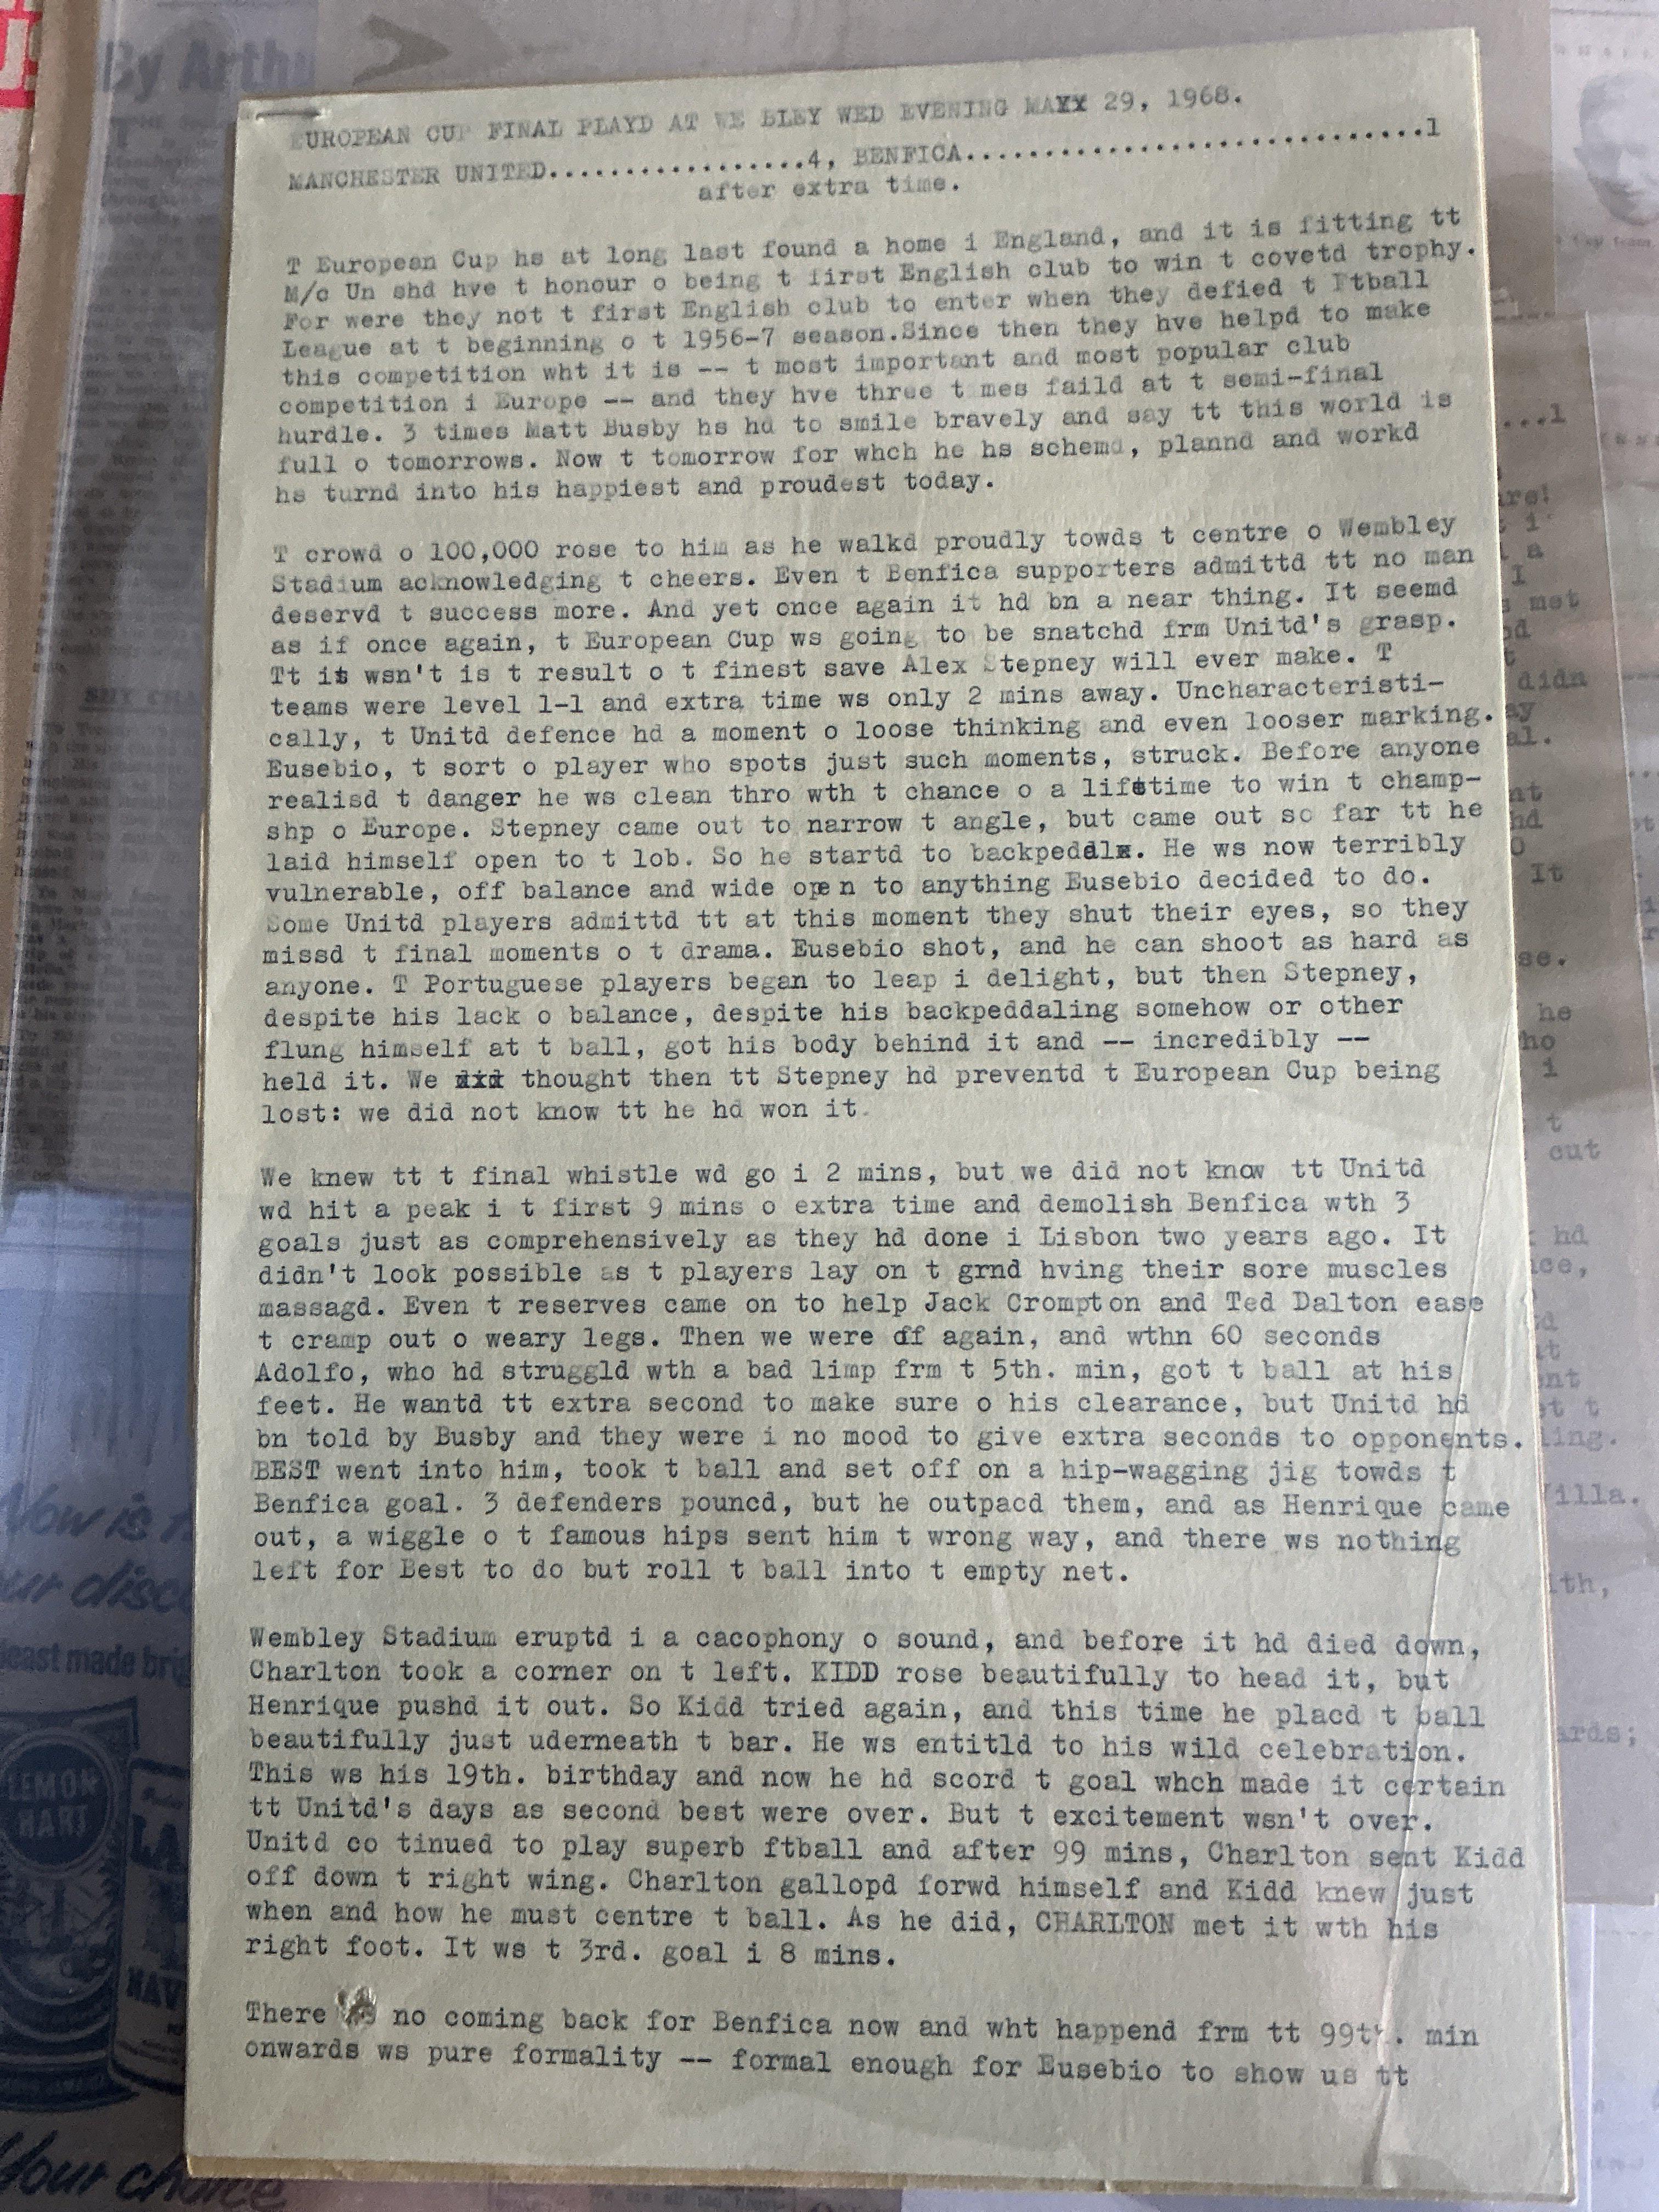 By Arthu
EUROPEAN CUP FINAL PLAYD AT WE BLEY WED EVENING MAYX 29, 1968.
MANCHESTER UNITED..................4, BENFICA.............................1
after extra time.
T European Cup hs at long last found a home i England, and it is fitting tt
M/c Un shd hve t honour o being t first English club to win t covetd trophy.
For were they not t first English club to enter when they defied t Ftball
League at t beginning o t 1956-7 season.Since then they hve helpd to make
this competition wht it is -- t most important and most popular club
competition i Europe -- and they hve three t mes faild at t semi-final
hurdle. 3 times Matt Busby hs hd to smile bravely and say tt this world is
full o tomorrows. Now t tomorrow for whch he hs schemd, plannd and workd
hs turnd into his happiest and proudest today.
T crowd o 100,000 rose to him as he walkd proudly towds t centre o Wembley
Stadium acknowledging t cheers. Even t Benfica supporters admittd tt no man
deservd t success more. And yet once again it hd bn a near thing. It seemd
as if once again, t European Cup ws going to be snatchd frm Unitd's grasp.
Tt it wsn't is t result o t finest save Alex Stepney will ever make. T
teams were level 1-1 and extra time ws only 2 mins away. Uncharacteristi-
cally, t Unitd defence hd a moment o loose thinking and even looser marking.
Eusebio, t sort o player who spots just such moments, struck. Before anyone
realisd t danger he ws clean thro wth t chance o a lifetime to win t champ-
shp o Europe. Stepney came out to narrow t angle, but came out so far tt he
laid himself open to t lob. So he startd to backpeddlx. He ws now terribly
vulnerable, off balance and wide open to anything Eusebio decided to do.
Some Unitd players admittd tt at this moment they shut their eyes, so they
missd t final moments o t drama. Eusebio shot, and he can shoot as hard as
anyone. T Portuguese players began to leap i delight, but then Stepney,
despite his lack o balance, despite his backpeddaling somehow or other
flung himself at t ball, got his body behind it and -- incredibly --
held it. We did thought then tt Stepney hd preventd t European Cup being
lost: we did not know tt he hd won it.
We knew tt t final whistle wd go i 2 mins, but we did not know tt Unitd
wd hit a peak i t first 9 mins o extra time and demolish Benfica wth 3
goals just as comprehensively as they hd done i Lisbon two years ago. It
didn't look possible as t players lay on t grnd hving their sore muscles
massagd. Even t reserves came on to help Jack Crompton and Ted Dalton ease
t cramp out o weary legs. Then we were off again, and wthn 60 seconds
Adolfo, who hd struggld wth a bad limp frm t 5th. min, got t ball at his
feet. He wantd tt extra second to make sure o his clearance, but Unitd hd
bn told by Busby and they were i no mood to give extra seconds to opponents.
BEST went into him, took t ball and set off on a hip-wagging jig towds t
Benfica goal. 3 defenders pouncd, but he outpacd them, and as Henrique came
out, a wiggle o t famous hips sent him t wrong way, and there ws nothing
left for Best to do but roll t ball into t empty net.
Wembley Stadium eruptd i a cacophony o sound, and before it hd died down,
Charlton took a corner on t left. KIDD rose beautifully to head it, but
Henrique pushd it out. So Kidd tried again, and this time he placd t ball
beautifully just uderneath t bar. He ws entitld to his wild celebration.
This ws his 19th. birthday and now he hd scord t goal whch made it certain
tt Unitd's days as second best were over. But t excitement wsn't over.
Unitd co tinued to play superb ftball and after 99 mins, Charlton sent Kidd
off down t right wing. Charlton gallopd forwd himself and Kidd knew just
when and how he must centre t ball. As he did, CHARLTON met it wth his
right foot. It ws t 3rd. goal i 8 mins.
There no coming back for Benfica now and wht happend frm tt 99th. min
onwards ws pure formality -- formal enough for Eusebio to show us tt
Now is
our disc
east made bri
LEMON
HART
Your choice